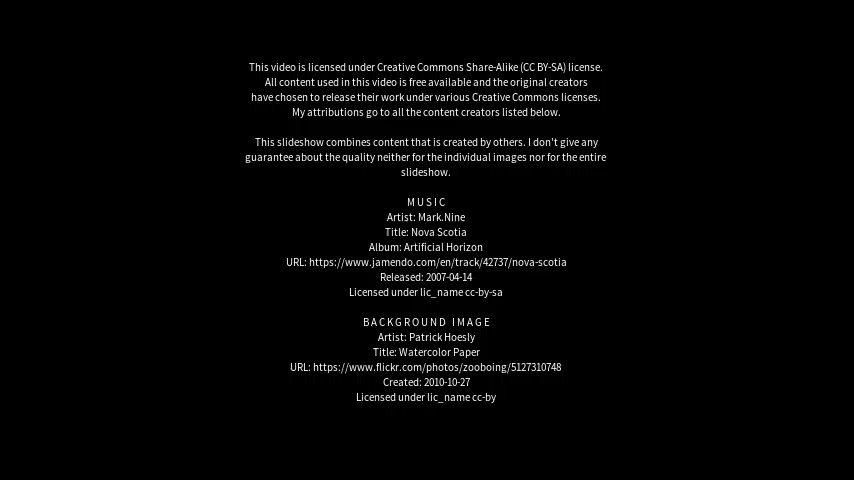 This video is licensed under Creative Commons Share-Alike (CC BY-SA) license.
All content used in this video is free available and the original creators
have chosen to release their work under various Creative Commons licenses.
My attributions go to all the content creators listed below.
This slideshow combines content that is created by others. I don't give any
guarantee about the quality neither for the individual images nor for the entire
slideshow.
MUSIC
Artist: Mark.Nine
Title: Nova Scotia
Album: Artificial Horizon
URL: https://www.jamendo.com/en/track/42737/nova-scotia
Released: 2007-04-14
Licensed under lic_name cc-by-sa
BACKGROUND IMAGE
Artist: Patrick Hoesly
Title: Watercolor Paper
URL: https://www.flickr.com/photos/zooboing/5127310748
Created: 2010-10-27
Licensed under lic_name cc-by